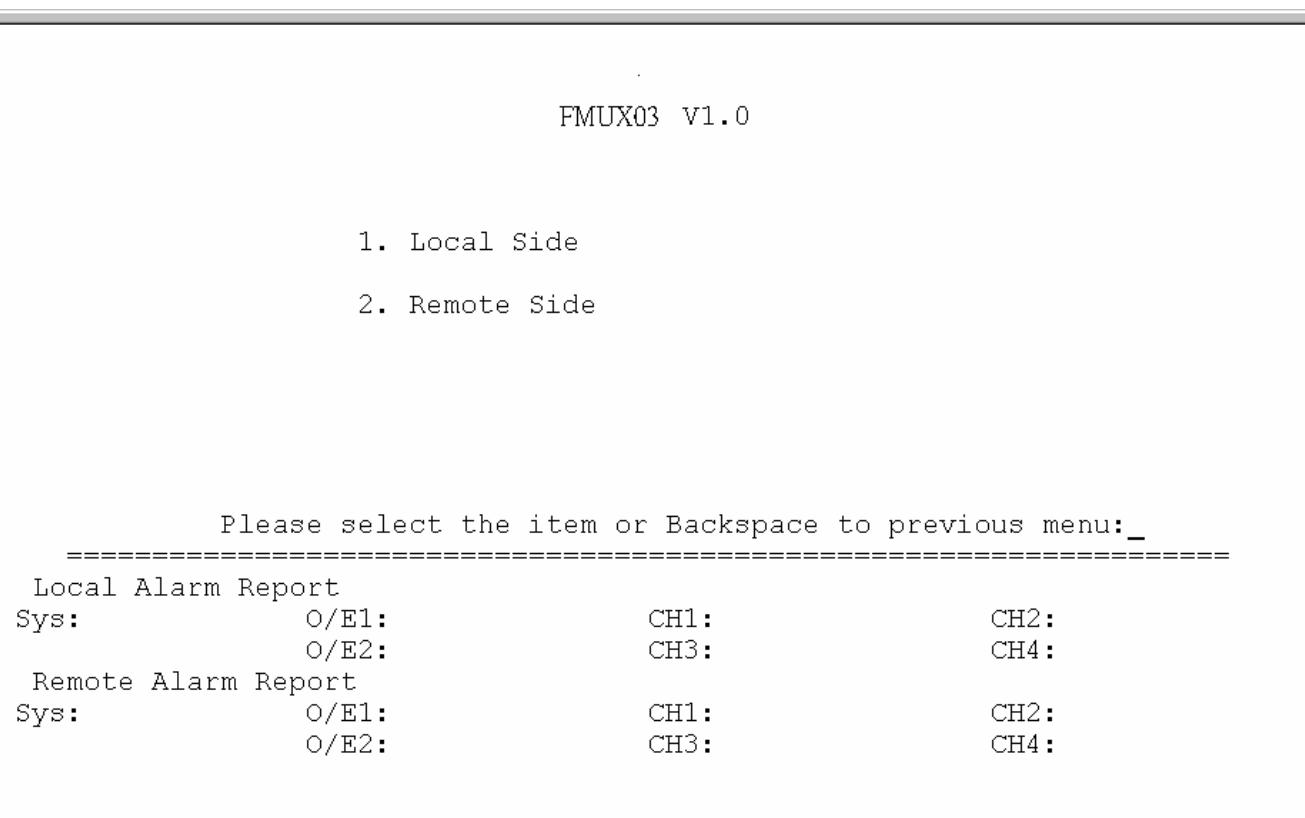 FMUX03 V1.0
1. Local Side
2. Remote Side
Please select the item or Backspace to previous menu:_
====================================================================
Local Alarm Report
Sys: O/E1: CH1: CH2:
O/E2: CH3: CH4:
Remote Alarm Report
Sys: O/E1: CH1: CH2:
O/E2: CH3: CH4: